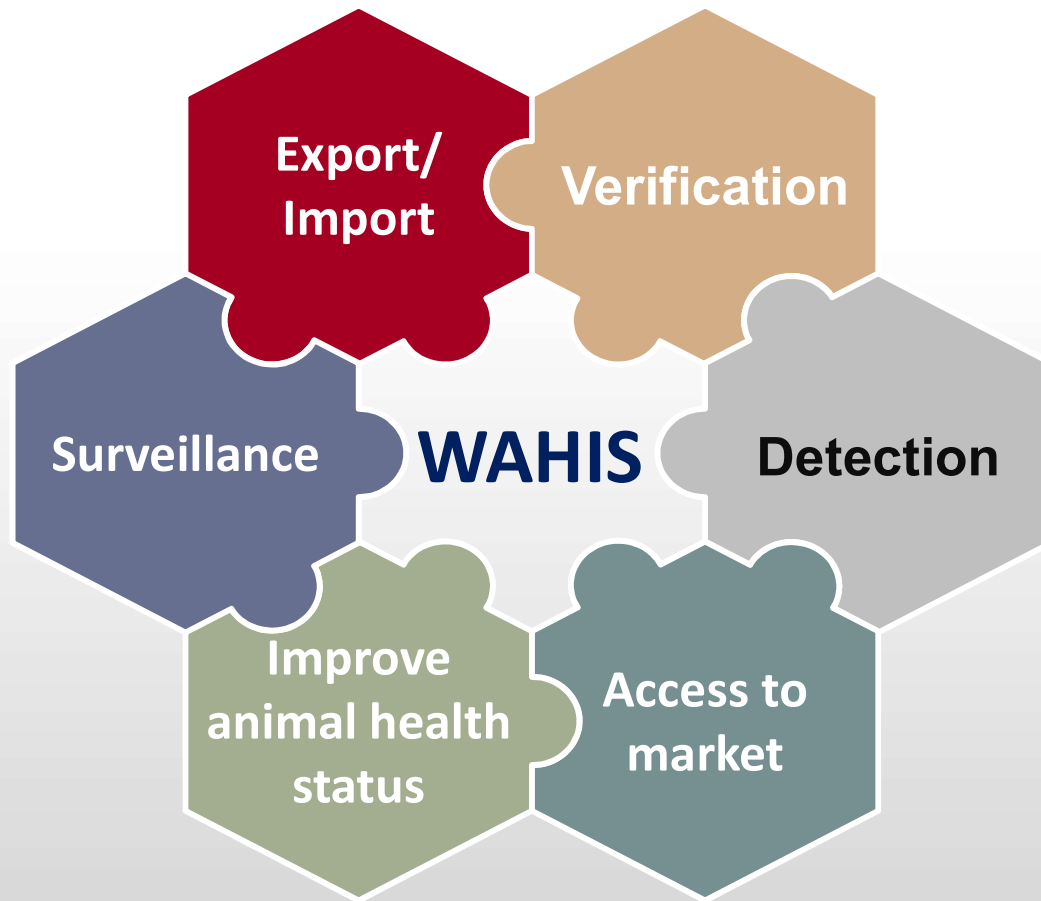 Export/
Import
Verification
Surveillance
WAHIS
Detection
Improve
animal health
status
Access to
market